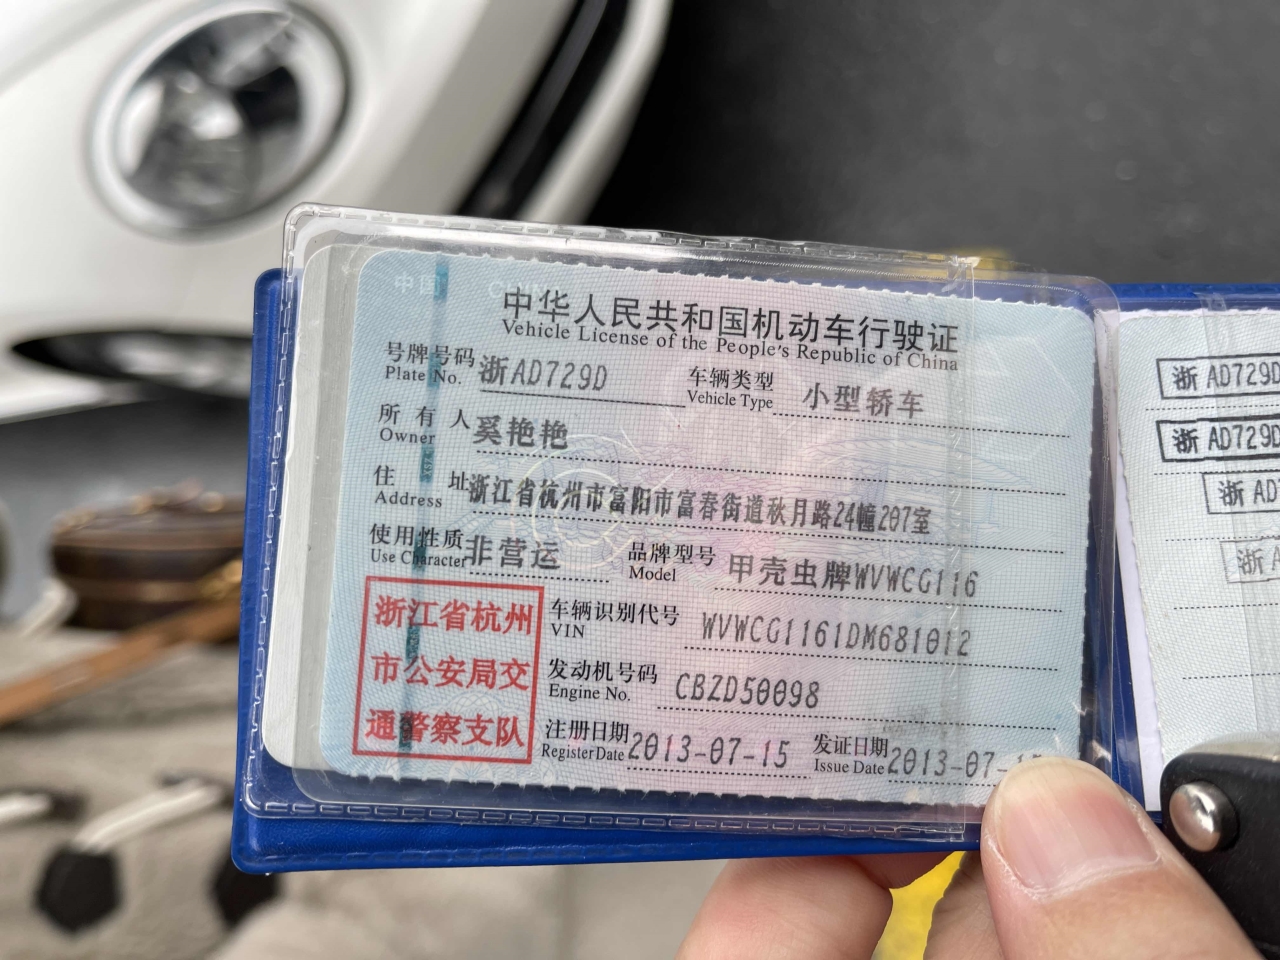 中国 CHINA
中华人民共和国机动车行驶证
Vehicle License of the People's Republic of China
号牌号码 浙AD729D 车辆类型 小型轿车
Plate No. Vehicle Type
所有人 奚艳艳
Owner
住址 浙江省杭州市富阳市富春街道秋月路24幢207室
Address
使用性质 非营运 品牌型号 甲壳虫牌WVWCG116
Use Character Model
浙江省杭州
市公安局交
通警察支队
车辆识别代号 WVWCG1161DM681012
VIN
发动机号码 CBZD50098
Engine No.
注册日期 2013-07-15 发证日期 2013-07-
Register Date Issue Date
浙AD729D
浙AD729D
浙AD
浙A